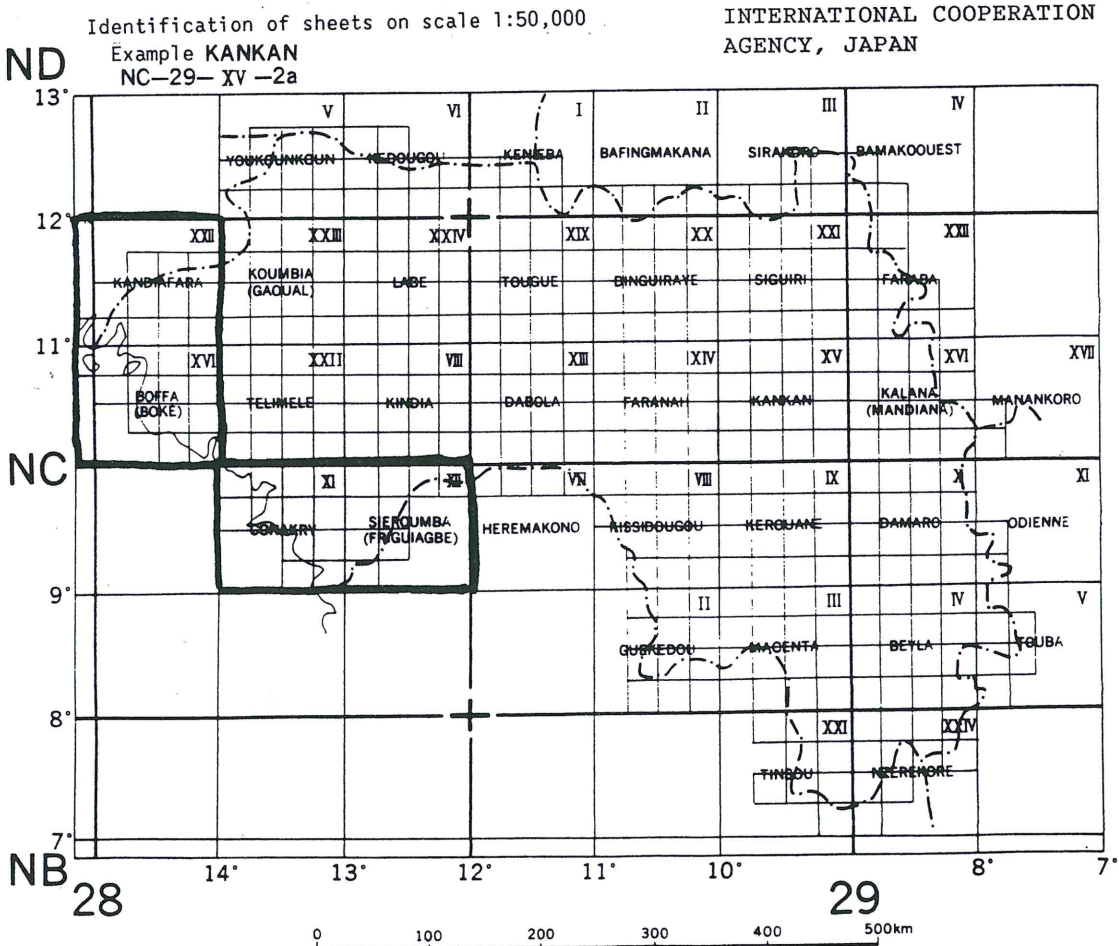 Identification of sheets on scale 1:50,000
Example KANKAN
NC—29— XV —2a
INTERNATIONAL COOPERATION
AGENCY, JAPAN
ND
13°
V VI I II III IV
YOUKOUNKOUN KEDOUGOU KENIEBA BAFINGMAKANA SIRAKORO BAMAKOOUEST
12°
XXII XXIII XXIV XIX XX XXI XXII
KANDIAFARA KOUMBIA LABE TOUGUE DINGUIRAYE SIGUIRI FARABA
(GAOUAL)
11°
XVI XXII VIII XIII XIV XV XVI XVII
BOFFA TELIMELE KINDIA DABOLA FARANAH KANKAN KALANA MANANKORO
(BOKE) (MANDIANA)
NC
XI XII VII VIII IX X XI
CONAKRY SIEROUMBA HEREMAKONO KISSIDOUGOU KEROUANE DAMARO ODIENNE
(FRIGUIAGBE)
9°
II III IV V
GUEKEDOU MACENTA BEYLA TOUBA
8°
XXI XXIV
TINSOU NZEREKORE
7°
NB
14° 13° 12° 11° 10° 8° 7°
28 29
0 100 200 300 400 500km